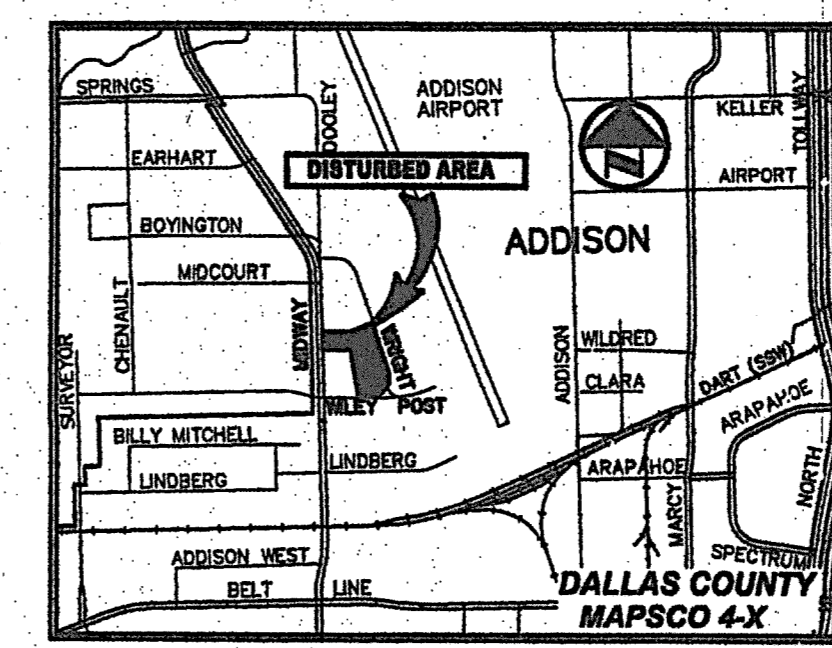 SPRINGS
DOOLEY
ADDISON
AIRPORT
KELLER
TOLLWAY
EARHART
DISTURBED AREA
N
AIRPORT
BOYINGTON
ADDISON
MIDCOURT
CHENAULT
MIDWAY
WRIGHT
ADDISON
WILDRED
SURVEYOR
CLARA
DART (SSW)
WILEY POST
ARAPAHOE
BILLY MITCHELL
LINDBERG
LINDBERG
ARAPAHOE
NORTH
MARCY
SPECTRUM
ADDISON WEST
BELT LINE
DALLAS COUNTY
MAPSCO 4-X